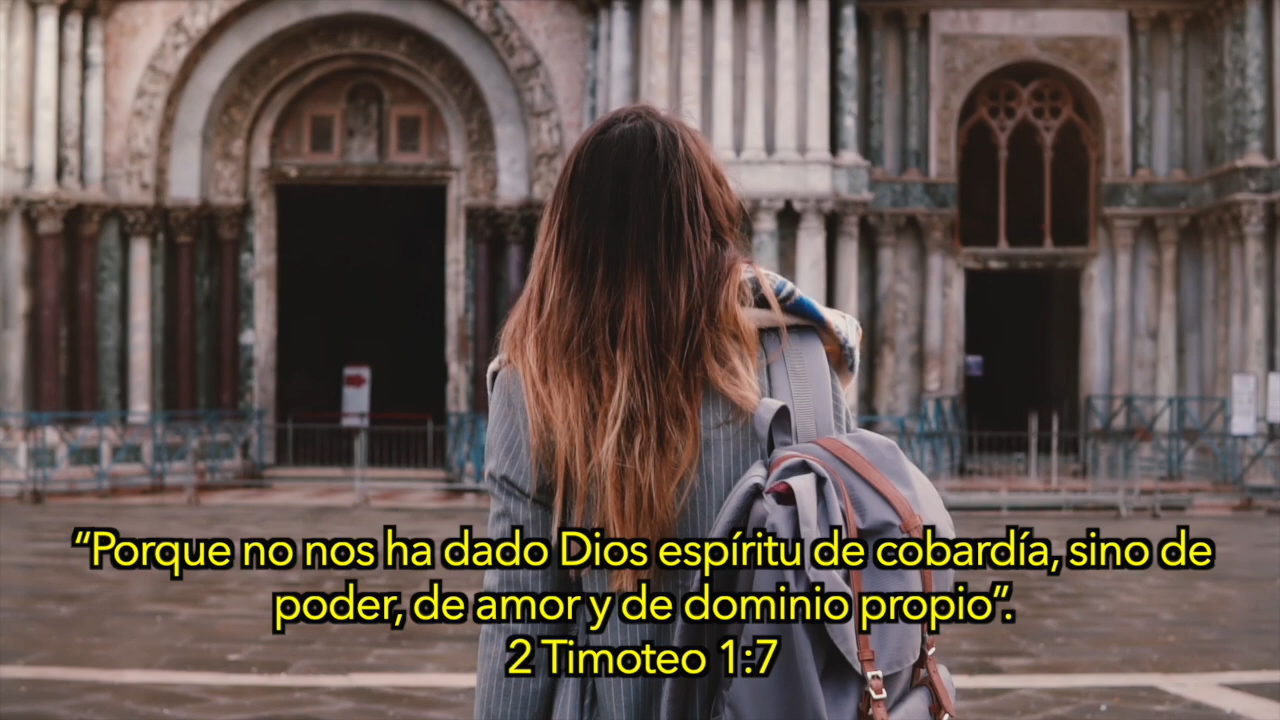 “Porque no nos ha dado Dios espíritu de cobardía, sino de
poder, de amor y de dominio propio”.
2 Timoteo 1:7